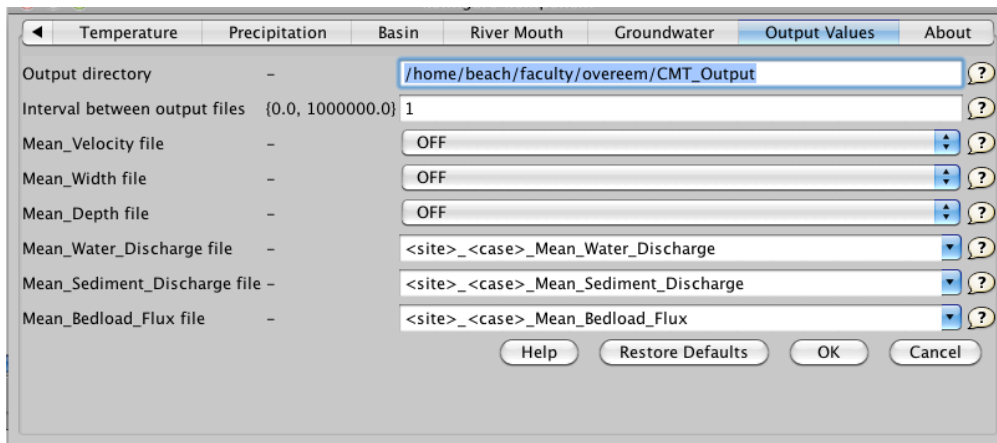 Temperature Precipitation Basin River Mouth Groundwater Output Values About
Output directory – /home/beach/faculty/overeem/CMT_Output ?
Interval between output files {0.0, 1000000.0} 1 ?
Mean_Velocity file – OFF ?
Mean_Width file – OFF ?
Mean_Depth file – OFF ?
Mean_Water_Discharge file – <site>_<case>_Mean_Water_Discharge ?
Mean_Sediment_Discharge file – <site>_<case>_Mean_Sediment_Discharge ?
Mean_Bedload_Flux file – <site>_<case>_Mean_Bedload_Flux ?
Help Restore Defaults OK Cancel